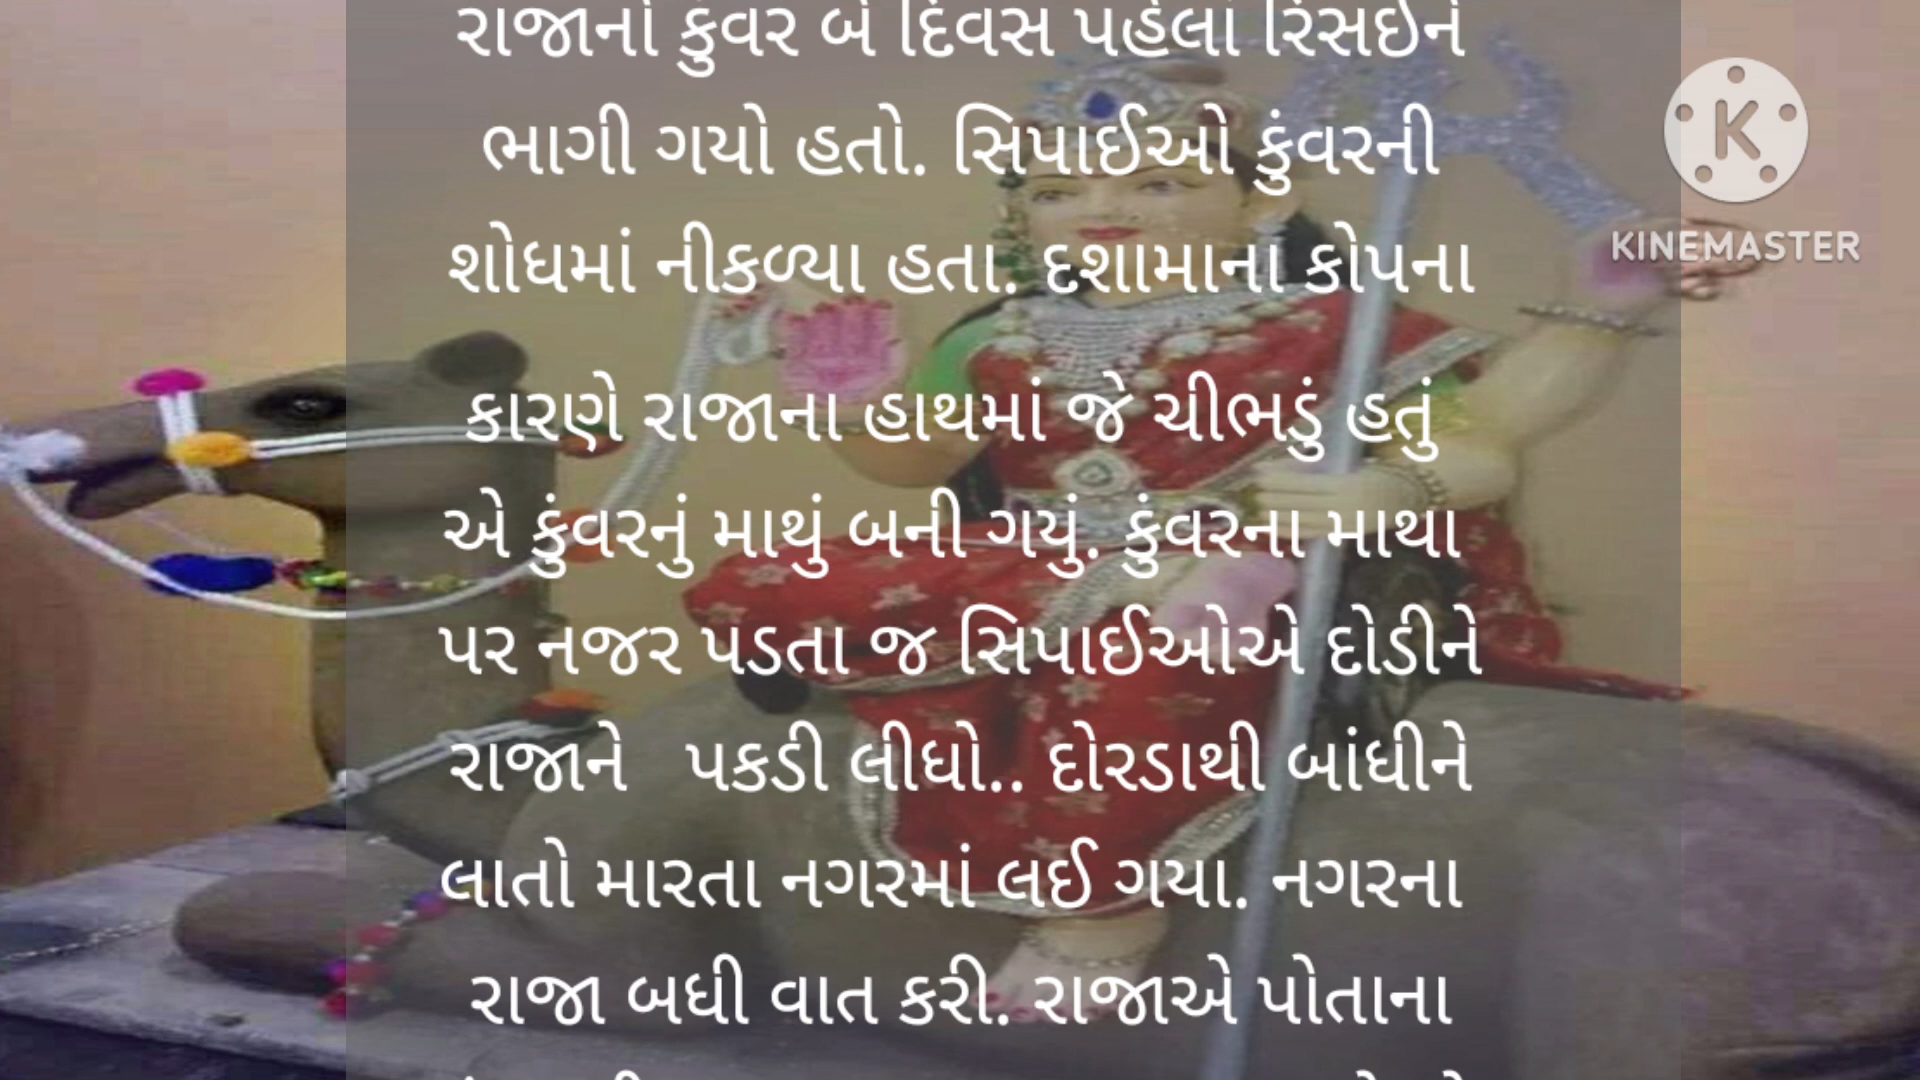 રાજાનો કુંવર બે દિવસ પહેલાં રિસાઈને
ભાગી ગયો હતો. સિપાઈઓ કુંવરની
શોધમાં નીકળ્યા હતા. દશામાના કોપના
કારણે રાજાના હાથમાં જે ચીભડું હતું
એ કુંવરનું માથું બની ગયું. કુંવરના માથા
પર નજર પડતા જ સિપાઈઓએ દોડીને
રાજાને પકડી લીધો.. દોરડાથી બાંધીને
લાતો મારતા નગરમાં લઈ ગયા. નગરના
રાજા બધી વાત કરી. રાજાએ પોતાના
K
KINEMASTER